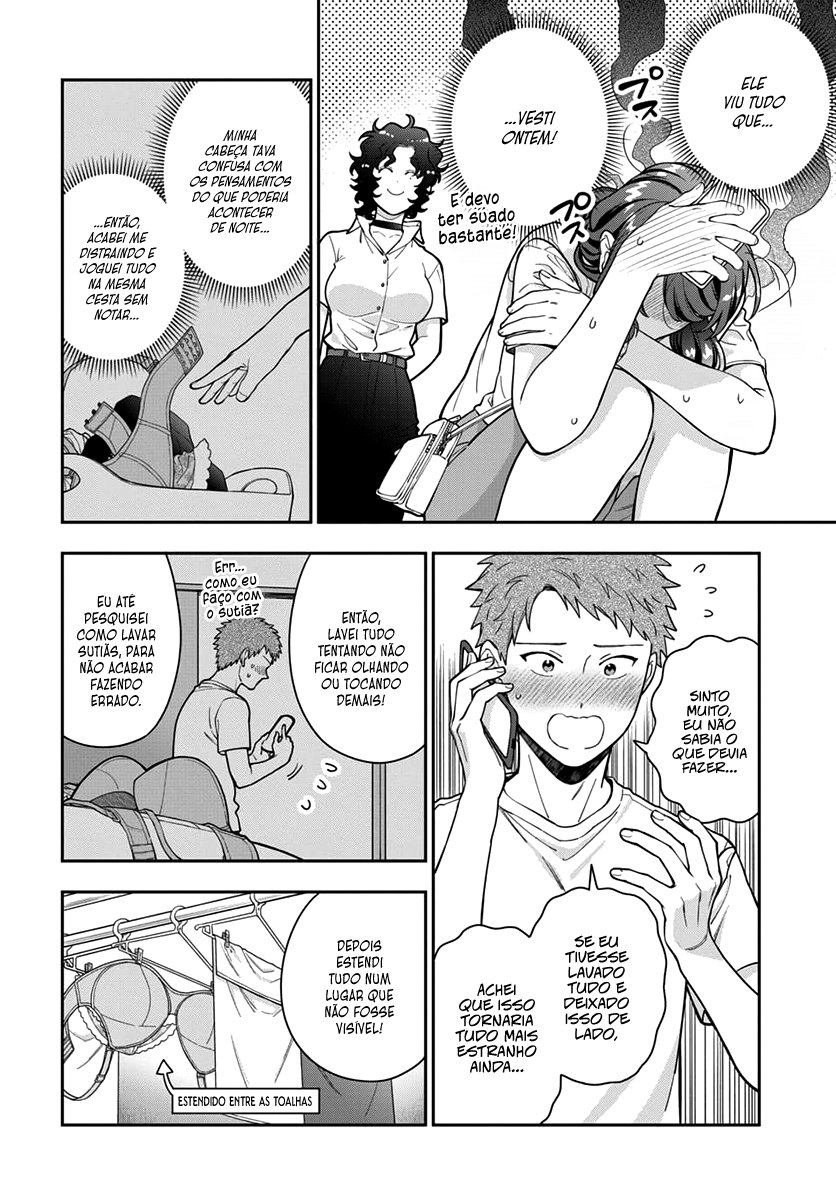 ELE
VIU TUDO
QUE...
...VESTI
ONTEM!
プス
プス
E devo
ter suado
bastante!
MINHA
CABEÇA TAVA
CONFUSA COM
OS PENSAMENTOS
DO QUE PODERIA
ACONTECER
DE NOITE...
...ENTÃO,
ACABEI ME
DISTRAINDO E
JOGUEI TUDO
NA MESMA
CESTA SEM
NOTAR...
SINTO
MUITO,
EU NÃO
SABIA O
QUE DEVIA
FAZER...
SE EU
TIVESSE
LAVADO
TUDO E
DEIXADO
ISSO DE
LADO,
ACHEI
QUE ISSO
TORNARIA
TUDO MAIS
ESTRANHO
AINDA...
ENTÃO,
LAVEI TUDO
TENTANDO NÃO
FICAR OLHANDO
OU TOCANDO
DEMAIS!
Err...
como eu
faço com
o sutiã?
EU ATÉ
PESQUISEI
COMO LAVAR
SUTIÃS, PARA
NÃO ACABAR
FAZENDO
ERRADO.
DEPOIS
ESTENDI
TUDO NUM
LUGAR QUE
NÃO FOSSE
VISÍVEL!
ESTENDIDO ENTRE AS TOALHAS